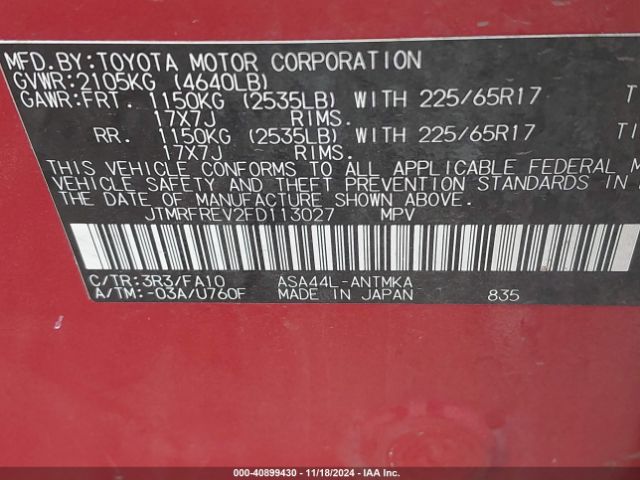 MFD.BY:TOYOTA MOTOR CORPORATION
GVWR:2105KG (4640LB)
GAWR:FRT. 1150KG (2535LB) WITH 225/65R17 T
17X7J RIMS.
RR. 1150KG (2535LB) WITH 225/65R17 TI
17X7J RIMS.
THIS VEHICLE CONFORMS TO ALL APPLICABLE FEDERAL M
VEHICLE SAFETY AND THEFT PREVENTION STANDARDS IN
THE DATE OF MANUFACTURE SHOWN ABOVE.
JTMRFREV2FD113027 MPV
C/TR:3R3/FA10 ASA44L-ANTMKA
A/TM:-03A/U760F MADE IN JAPAN 835
000-40899430 - 11/18/2024 - IAA Inc.